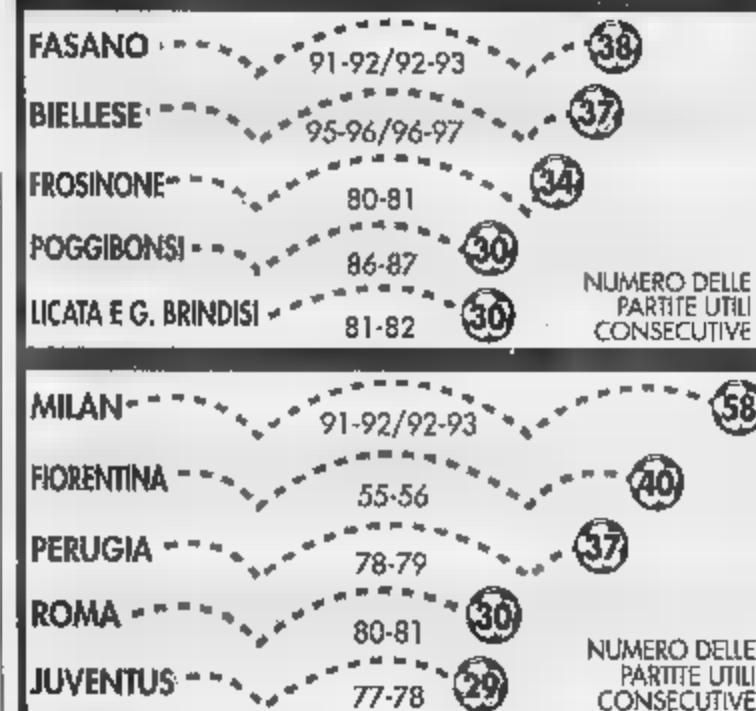 FASANO 91-92/92-93 38
BIELLESE 95-96/96-97 37
FROSINONE 80-81 34
POGGIBONSI 86-87 30
LICATA E G. BRINDISI 81-82 30
NUMERO DELLE
PARTITE UTILI
CONSECUTIVE
MILAN 91-92/92-93 58
FIORENTINA 55-56 40
PERUGIA 78-79 37
ROMA 80-81 30
JUVENTUS 77-78 29
NUMERO DELLE
PARTITE UTILI
CONSECUTIVE